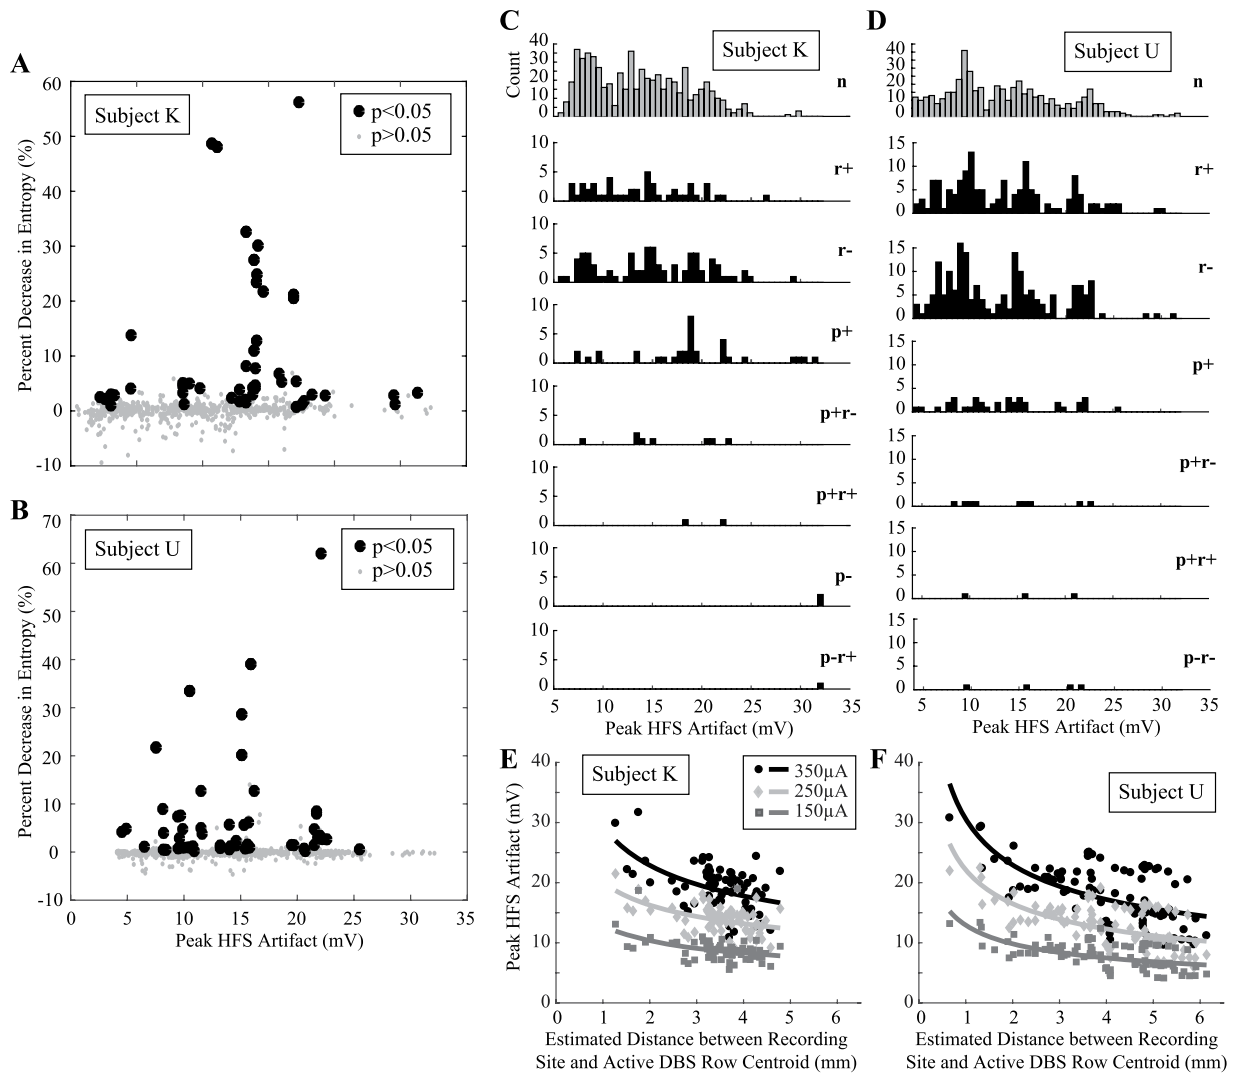 A
Subject K
p<0.05
p>0.05
Percent Decrease in Entropy (%)
60
50
40
30
20
10
0
-10
B
Subject U
p<0.05
p>0.05
Percent Decrease in Entropy (%)
70
60
50
40
30
20
10
0
-10
0 5 10 15 20 25 30 35
Peak HFS Artifact (mV)
C
Subject K
Count
40
30
20
10
0
n
10
5
0
r+
10
5
0
r-
10
5
0
p+
10
5
0
p+r-
10
5
0
p+r+
10
5
0
p-
10
5
0
p-r+
5 10 15 20 25 30 35
Peak HFS Artifact (mV)
D
Subject U
40
30
20
10
0
n
15
10
5
0
r+
15
10
5
0
r-
15
10
5
0
p+
15
10
5
0
p+r-
15
10
5
0
p+r+
15
10
5
0
p-r-
5 10 15 20 25 30 35
Peak HFS Artifact (mV)
E
Subject K
350µA
250µA
150µA
Peak HFS Artifact (mV)
40
30
20
10
0
0 1 2 3 4 5 6
Estimated Distance between Recording
Site and Active DBS Row Centroid (mm)
F
Subject U
40
30
20
10
0
0 1 2 3 4 5 6
Estimated Distance between Recording
Site and Active DBS Row Centroid (mm)